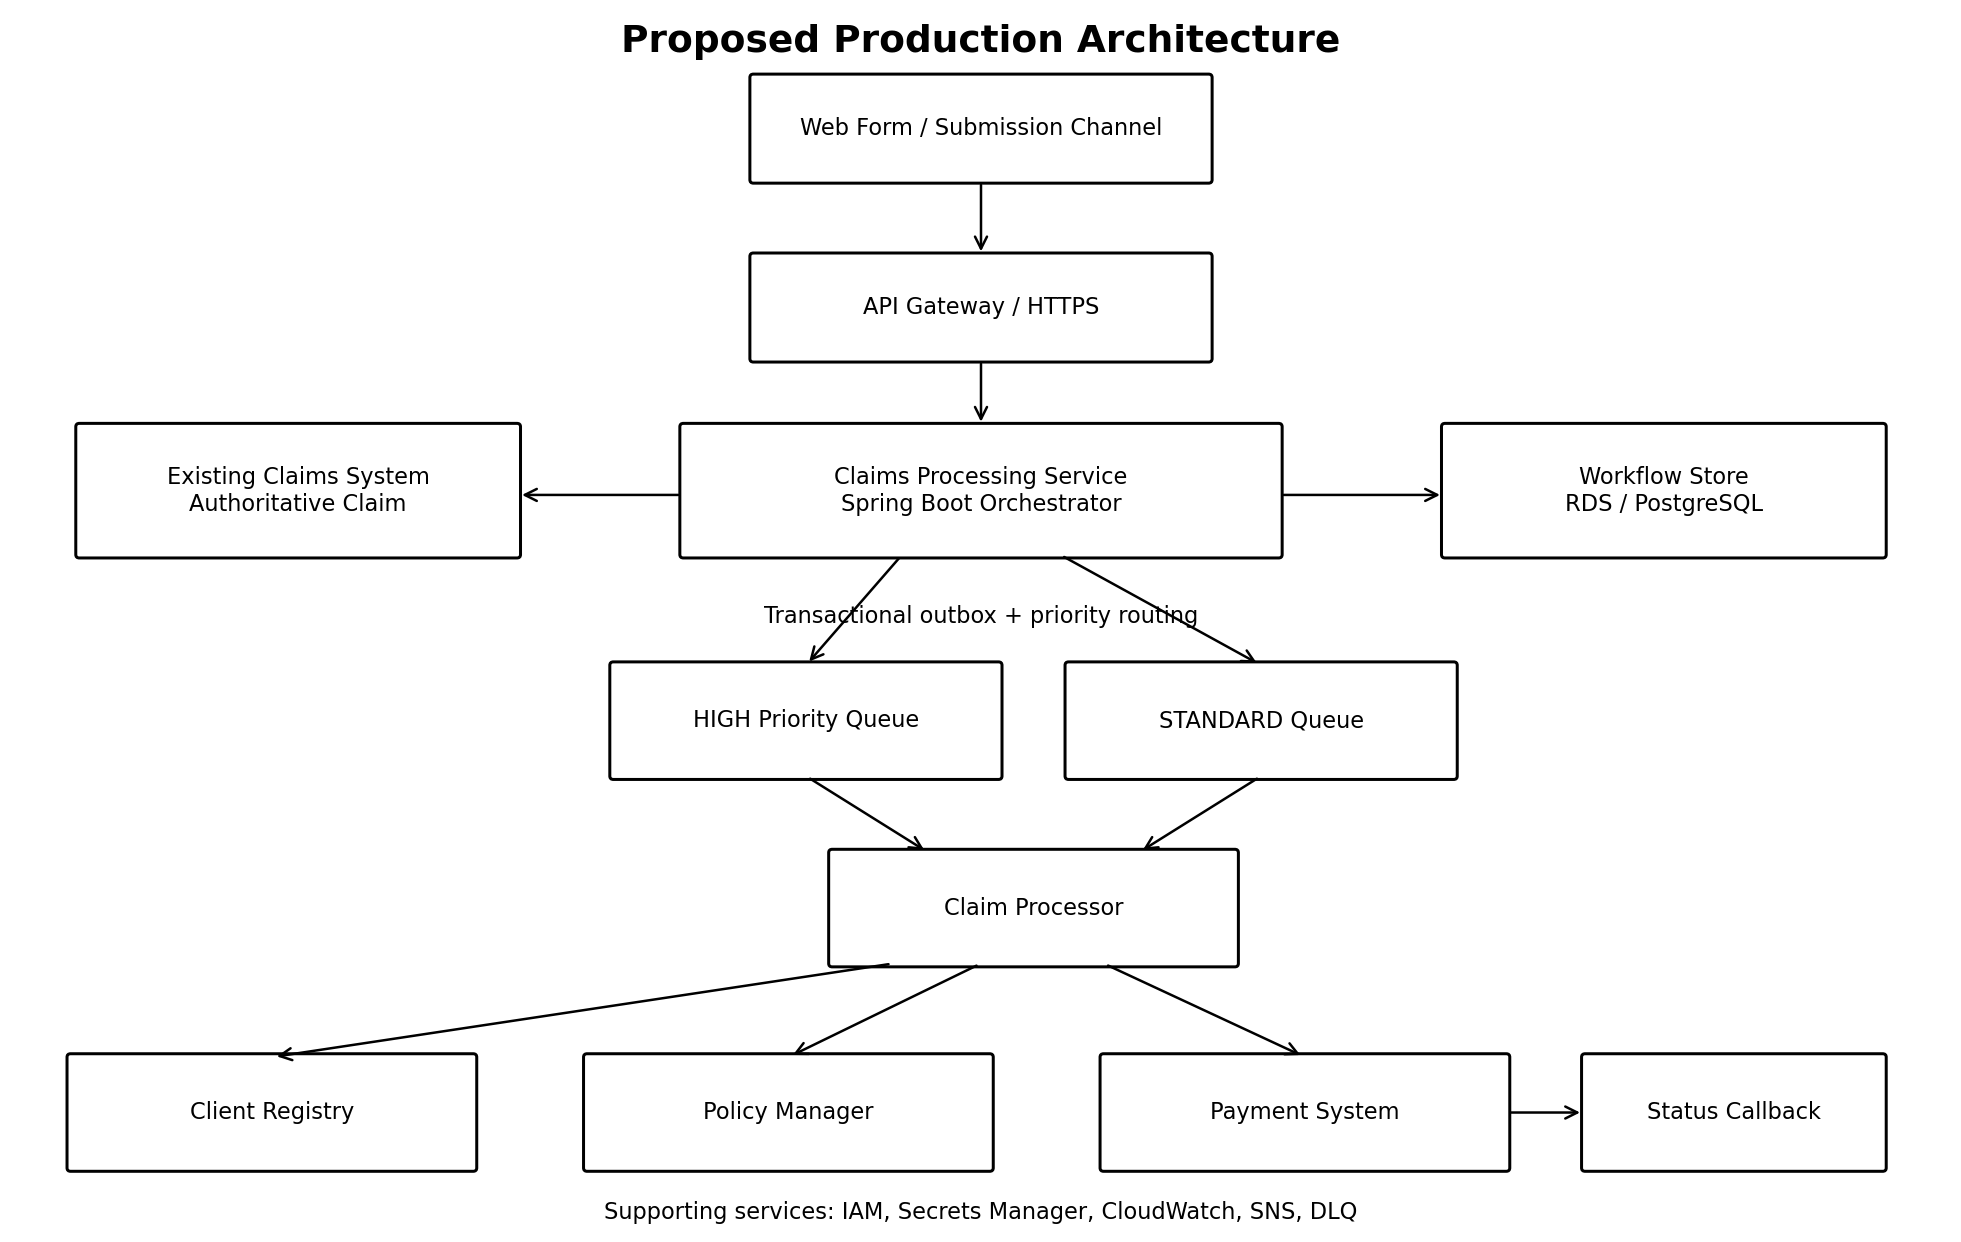 Proposed Production Architecture
Web Form / Submission Channel
API Gateway / HTTPS
Existing Claims System
Authoritative Claim
Claims Processing Service
Spring Boot Orchestrator
Workflow Store
RDS / PostgreSQL
Transactional outbox + priority routing
HIGH Priority Queue
STANDARD Queue
Claim Processor
Client Registry
Policy Manager
Payment System
Status Callback
Supporting services: IAM, Secrets Manager, CloudWatch, SNS, DLQ